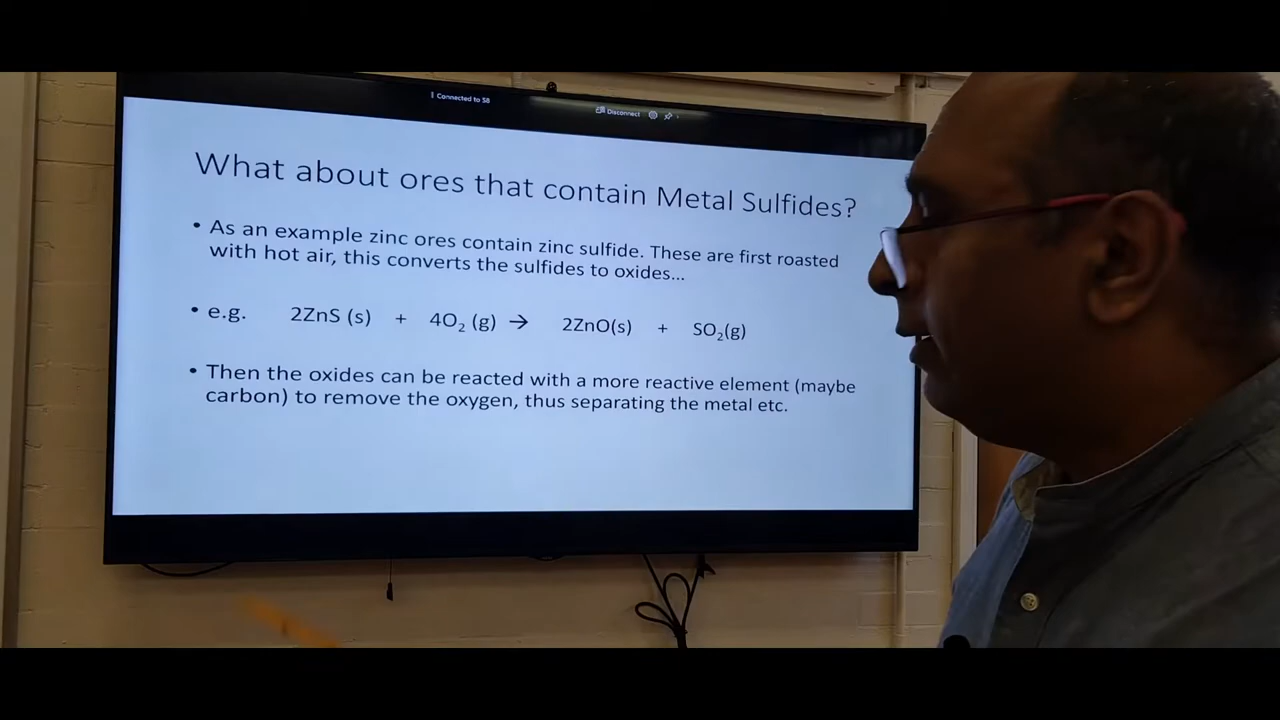 Connected to S8
Disconnect
What about ores that contain Metal Sulfides?
• As an example zinc ores contain zinc sulfide. These are first roasted
with hot air, this converts the sulfides to oxides...
• e.g. 2ZnS (s) + 4O₂ (g) → 2ZnO(s) + SO₂(g)
• Then the oxides can be reacted with a more reactive element (maybe
carbon) to remove the oxygen, thus separating the metal etc.